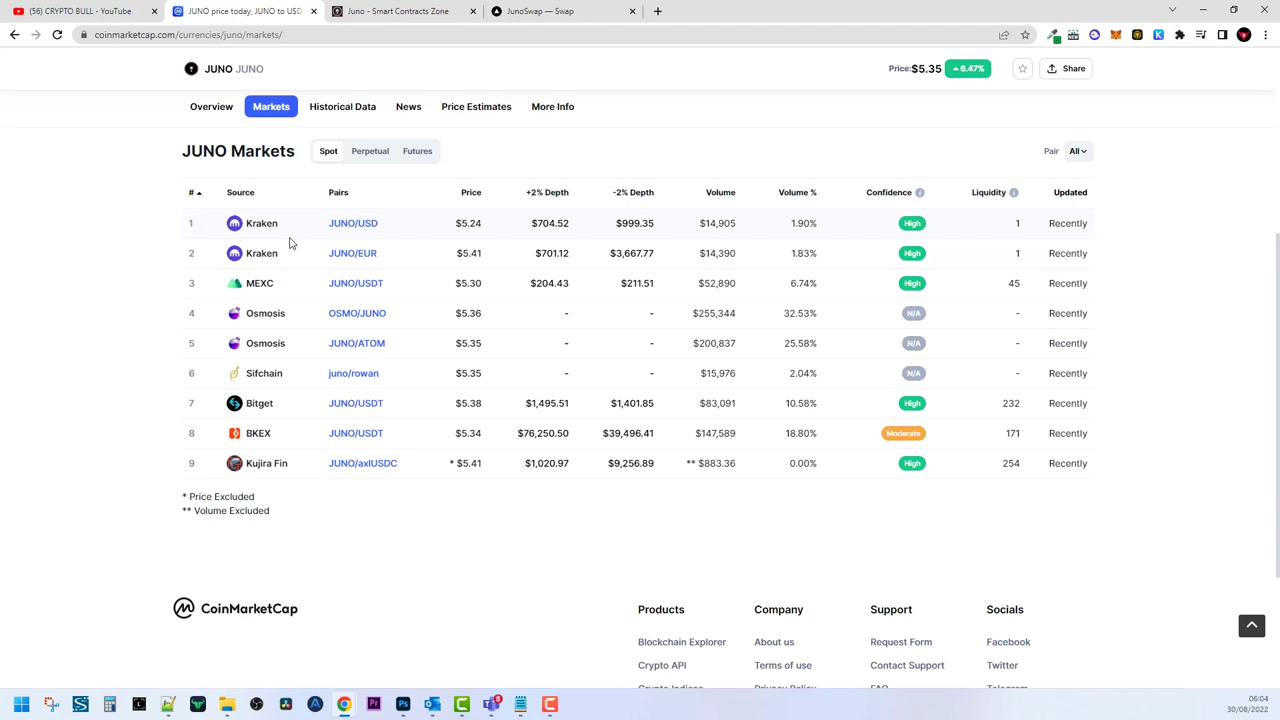 (56) CRYPTO BULL - YouTube
JUNO price today, JUNO to USD
Juno - Smart Contracts Zone
JunoSwap — Swap
coinmarketcap.com/currencies/juno/markets/
JUNO JUNO
Price:$5.35 6.47%
Share
Overview Markets Historical Data News Price Estimates More Info
JUNO Markets Spot Perpetual Futures Pair All
# Source Pairs Price +2% Depth -2% Depth Volume Volume % Confidence Liquidity Updated
1 Kraken JUNO/USD $5.24 $704.52 $999.35 $14,905 1.90% High 1 Recently
2 Kraken JUNO/EUR $5.41 $701.12 $3,667.77 $14,390 1.83% High 1 Recently
3 MEXC JUNO/USDT $5.30 $204.43 $211.51 $52,890 6.74% High 45 Recently
4 Osmosis OSMO/JUNO $5.36 - - $255,344 32.53% N/A - Recently
5 Osmosis JUNO/ATOM $5.35 - - $200,837 25.58% N/A - Recently
6 Sifchain juno/rowan $5.35 - - $15,976 2.04% N/A - Recently
7 Bitget JUNO/USDT $5.38 $1,495.51 $1,401.85 $83,091 10.58% High 232 Recently
8 BKEX JUNO/USDT $5.34 $76,250.50 $39,496.41 $147,589 18.80% Moderate 171 Recently
9 Kujira Fin JUNO/axlUSDC * $5.41 $1,020.97 $9,256.89 ** $883.36 0.00% High 254 Recently
* Price Excluded
** Volume Excluded
CoinMarketCap
Products Company Support Socials
Blockchain Explorer About us Request Form Facebook
Crypto API Terms of use Contact Support Twitter
06:04
30/08/2022